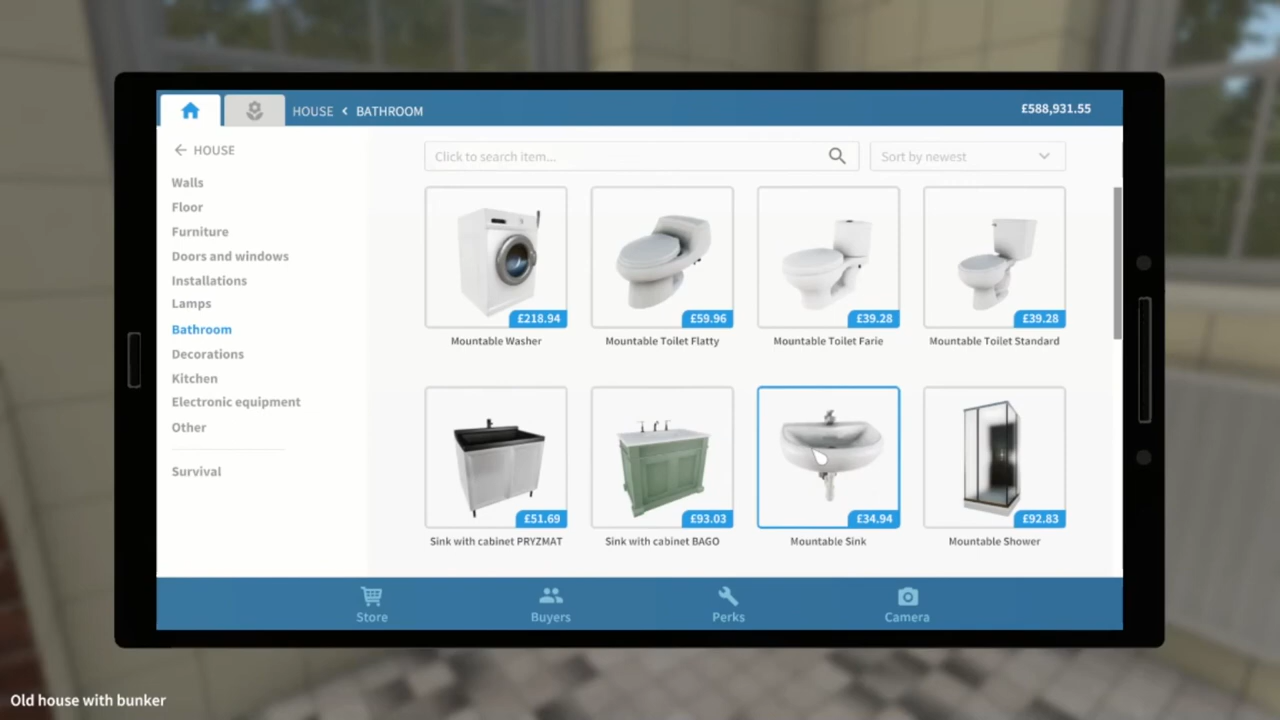 HOUSE < BATHROOM
£588,931.55
← HOUSE
Walls
Floor
Furniture
Doors and windows
Installations
Lamps
Bathroom
Decorations
Kitchen
Electronic equipment
Other
Survival
Click to search item...
Sort by newest
£218.94
£59.96
£39.28
£39.28
Mountable Washer
Mountable Toilet Flatty
Mountable Toilet Farie
Mountable Toilet Standard
£51.69
£93.03
£34.94
£92.83
Sink with cabinet PRYZMAT
Sink with cabinet BAGO
Mountable Sink
Mountable Shower
Store
Buyers
Perks
Camera
Old house with bunker